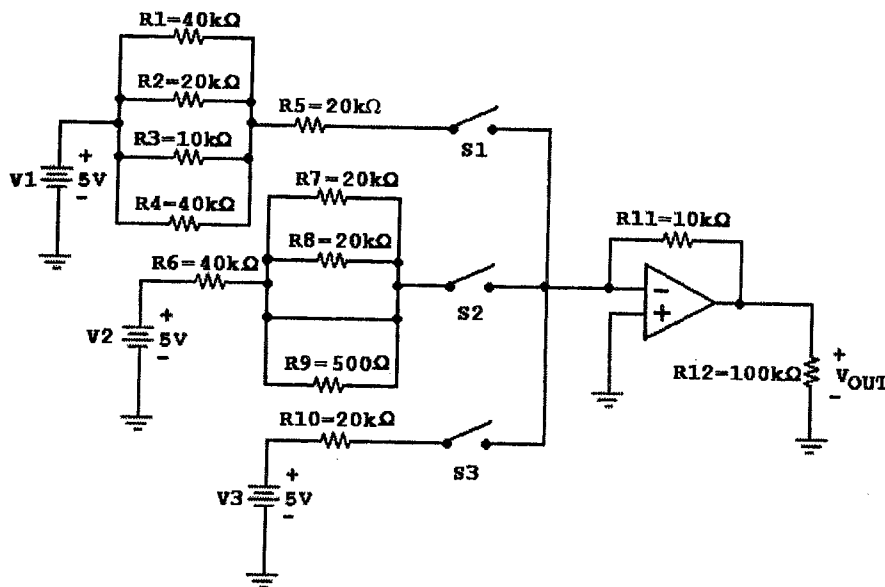 R1=40kΩ
R2=20kΩ
R5=20kΩ
R3=10kΩ
S1
+
V1
5V
-
R4=40kΩ
R7=20kΩ
R8=20kΩ
R6=40kΩ
S2
R11=10kΩ
-
+
+
V2
5V
-
R9=500Ω
R12=100kΩ
+
VOUT
-
R10=20kΩ
S3
+
V3
5V
-